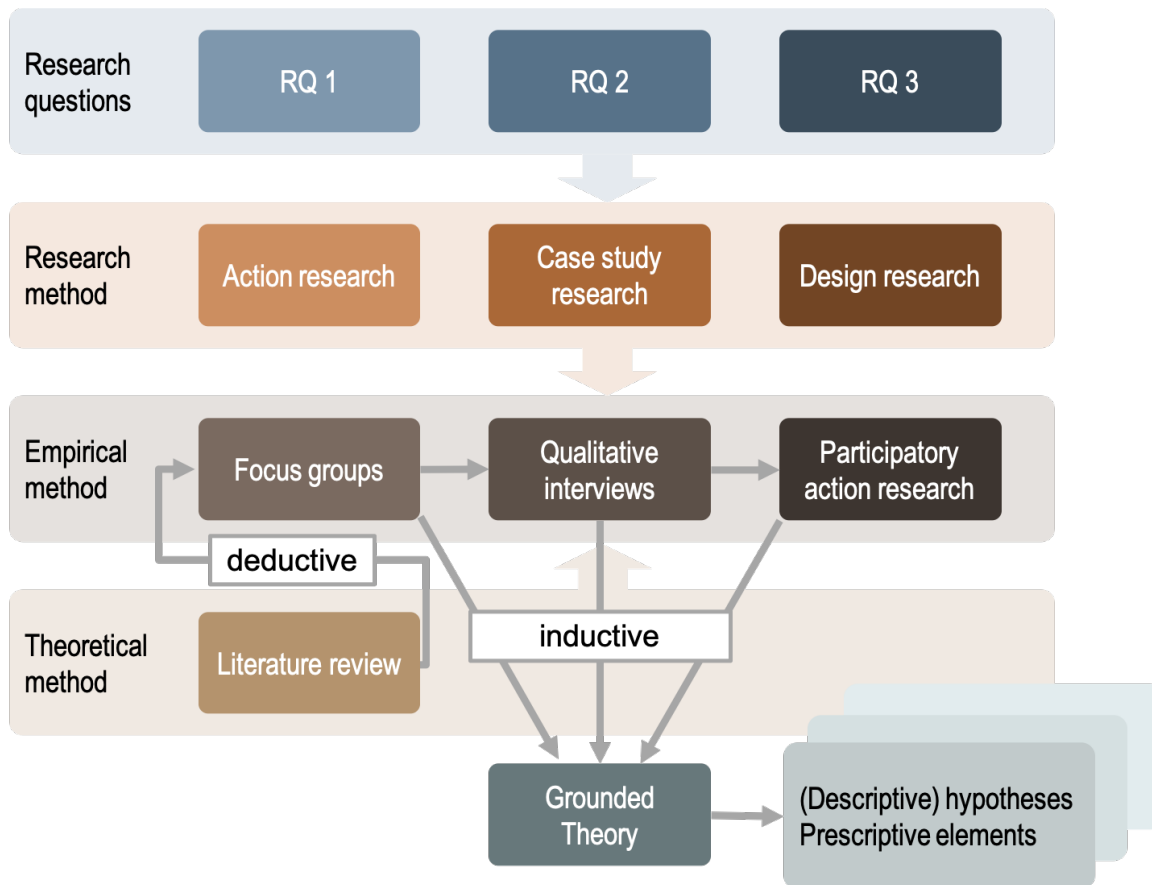 Research
questions
RQ 1
RQ 2
RQ 3
Research
method
Action research
Case study
research
Design research
Empirical
method
Focus groups
Qualitative
interviews
Participatory
action research
deductive
Theoretical
method
Literature review
inductive
Grounded
Theory
(Descriptive) hypotheses
Prescriptive elements